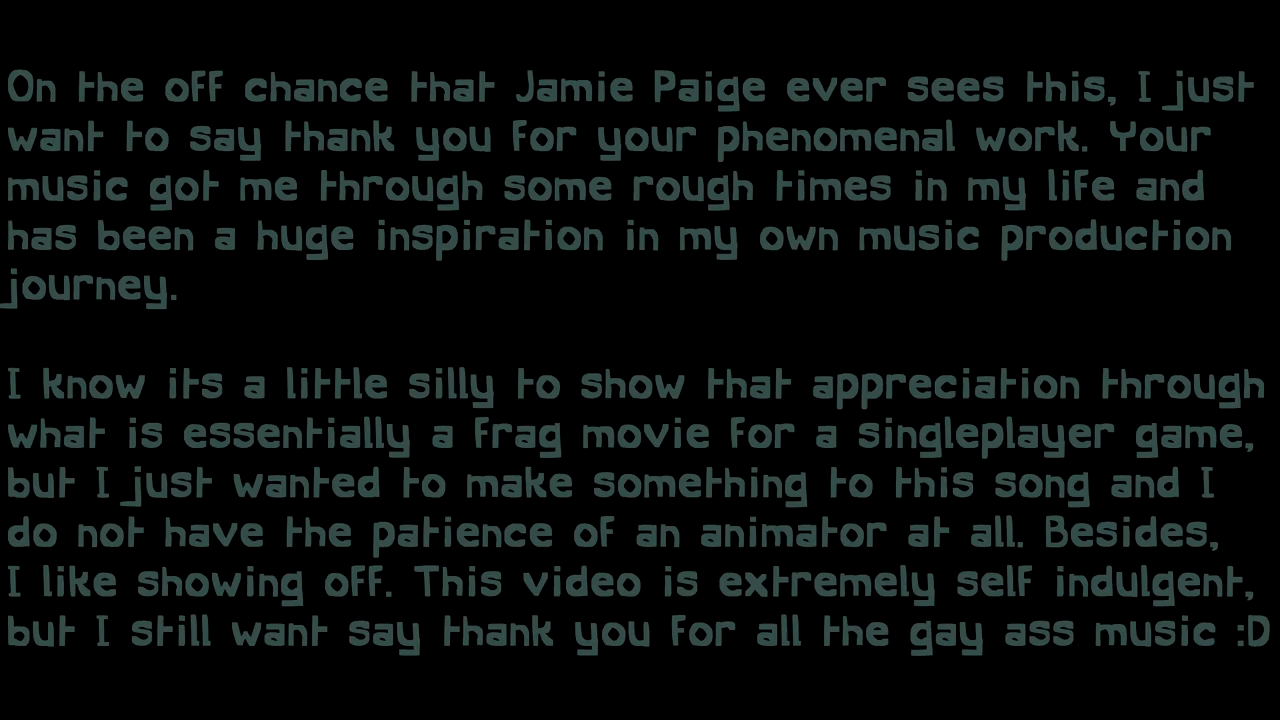 On the off chance that Jamie Paige ever sees this, I just
want to say thank you for your phenomenal work. Your
music got me through some rough times in my life and
has been a huge inspiration in my own music production
journey.
I know its a little silly to show that appreciation through
what is essentially a frag movie for a singleplayer game,
but I just wanted to make something to this song and I
do not have the patience of an animator at all. Besides,
I like showing off. This video is extremely self indulgent,
but I still want say thank you for all the gay ass music :D